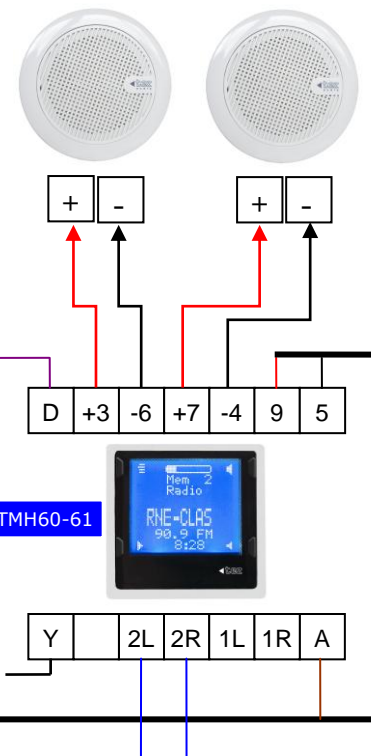 + - + -
D +3 -6 +7 -4 9 5
Mem 2
Radio
TMH60-61
RNE-CLAS
90.9 FM
8:28
Y 2L 2R 1L 1R A